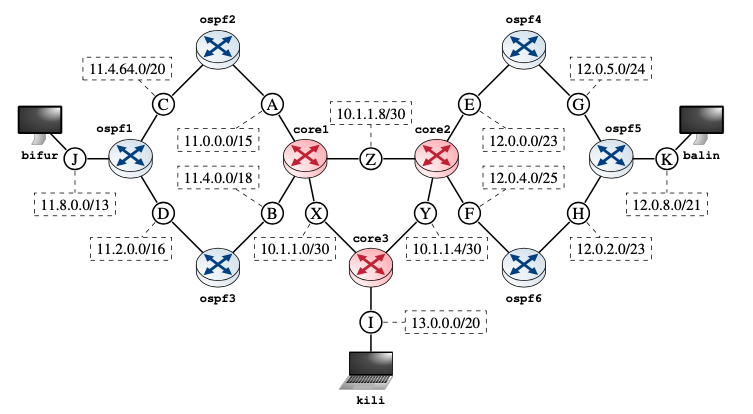 ospf2
ospf4
11.4.64.0/20
12.0.5.0/24
C
A
10.1.1.8/30
E
G
ospf1
core1
core2
ospf5
bifur
J
11.0.0.0/15
Z
12.0.0.0/23
K
balin
11.8.0.0/13
11.4.0.0/18
12.0.4.0/25
12.0.8.0/21
D
B
X
Y
F
H
11.2.0.0/16
10.1.1.0/30
core3
10.1.1.4/30
12.0.2.0/23
ospf3
ospf6
I
13.0.0.0/20
kili